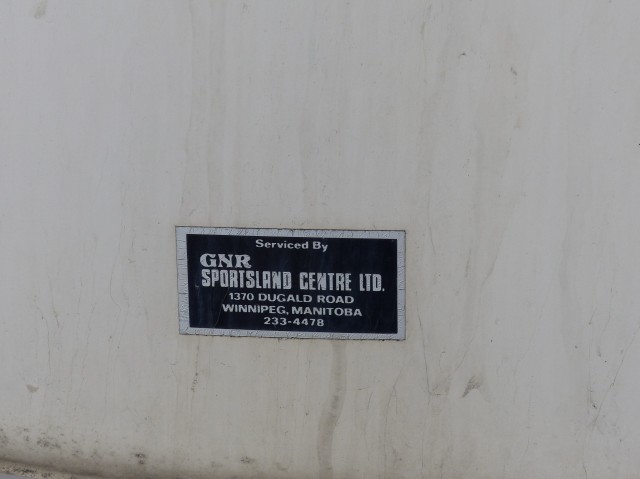 Serviced By
GNR
SPORTSLAND CENTRE LTD.
1370 DUGALD ROAD
WINNIPEG, MANITOBA
233-4478